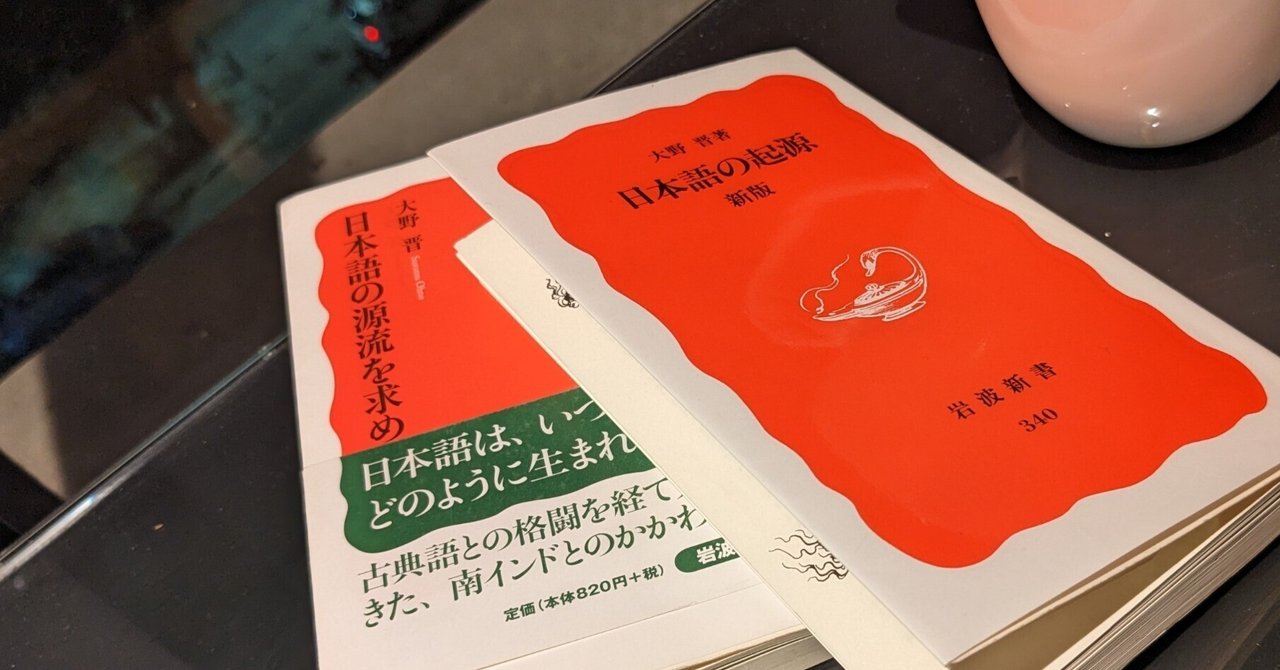 大野 晋著
日本語の起源
新版
岩波新書
340
大野 晋
Susumu Ohno
日本語の源流を求め
日本語は、いつ
どのように生まれ
古典語との格闘を経て
きた、南インドとのかかわ
定価(本体820円+税)
岩波